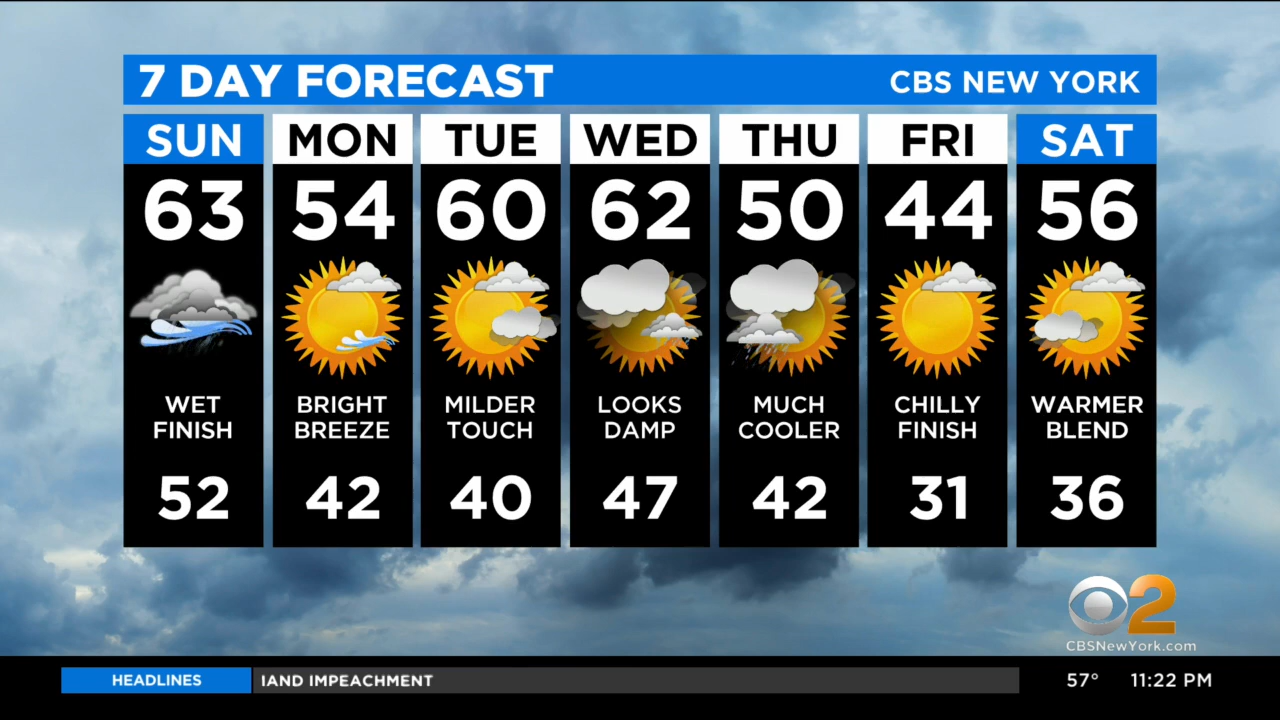 7 DAY FORECAST
CBS NEW YORK
SUN MON TUE WED THU FRI SAT
63 54 60 62 50 44 56
WET FINISH
BRIGHT BREEZE
MILDER TOUCH
LOOKS DAMP
MUCH COOLER
CHILLY FINISH
WARMER BLEND
52 42 40 47 42 31 36
2
CBSNewYork.com
HEADLINES
IAND IMPEACHMENT
57° 11:22 PM